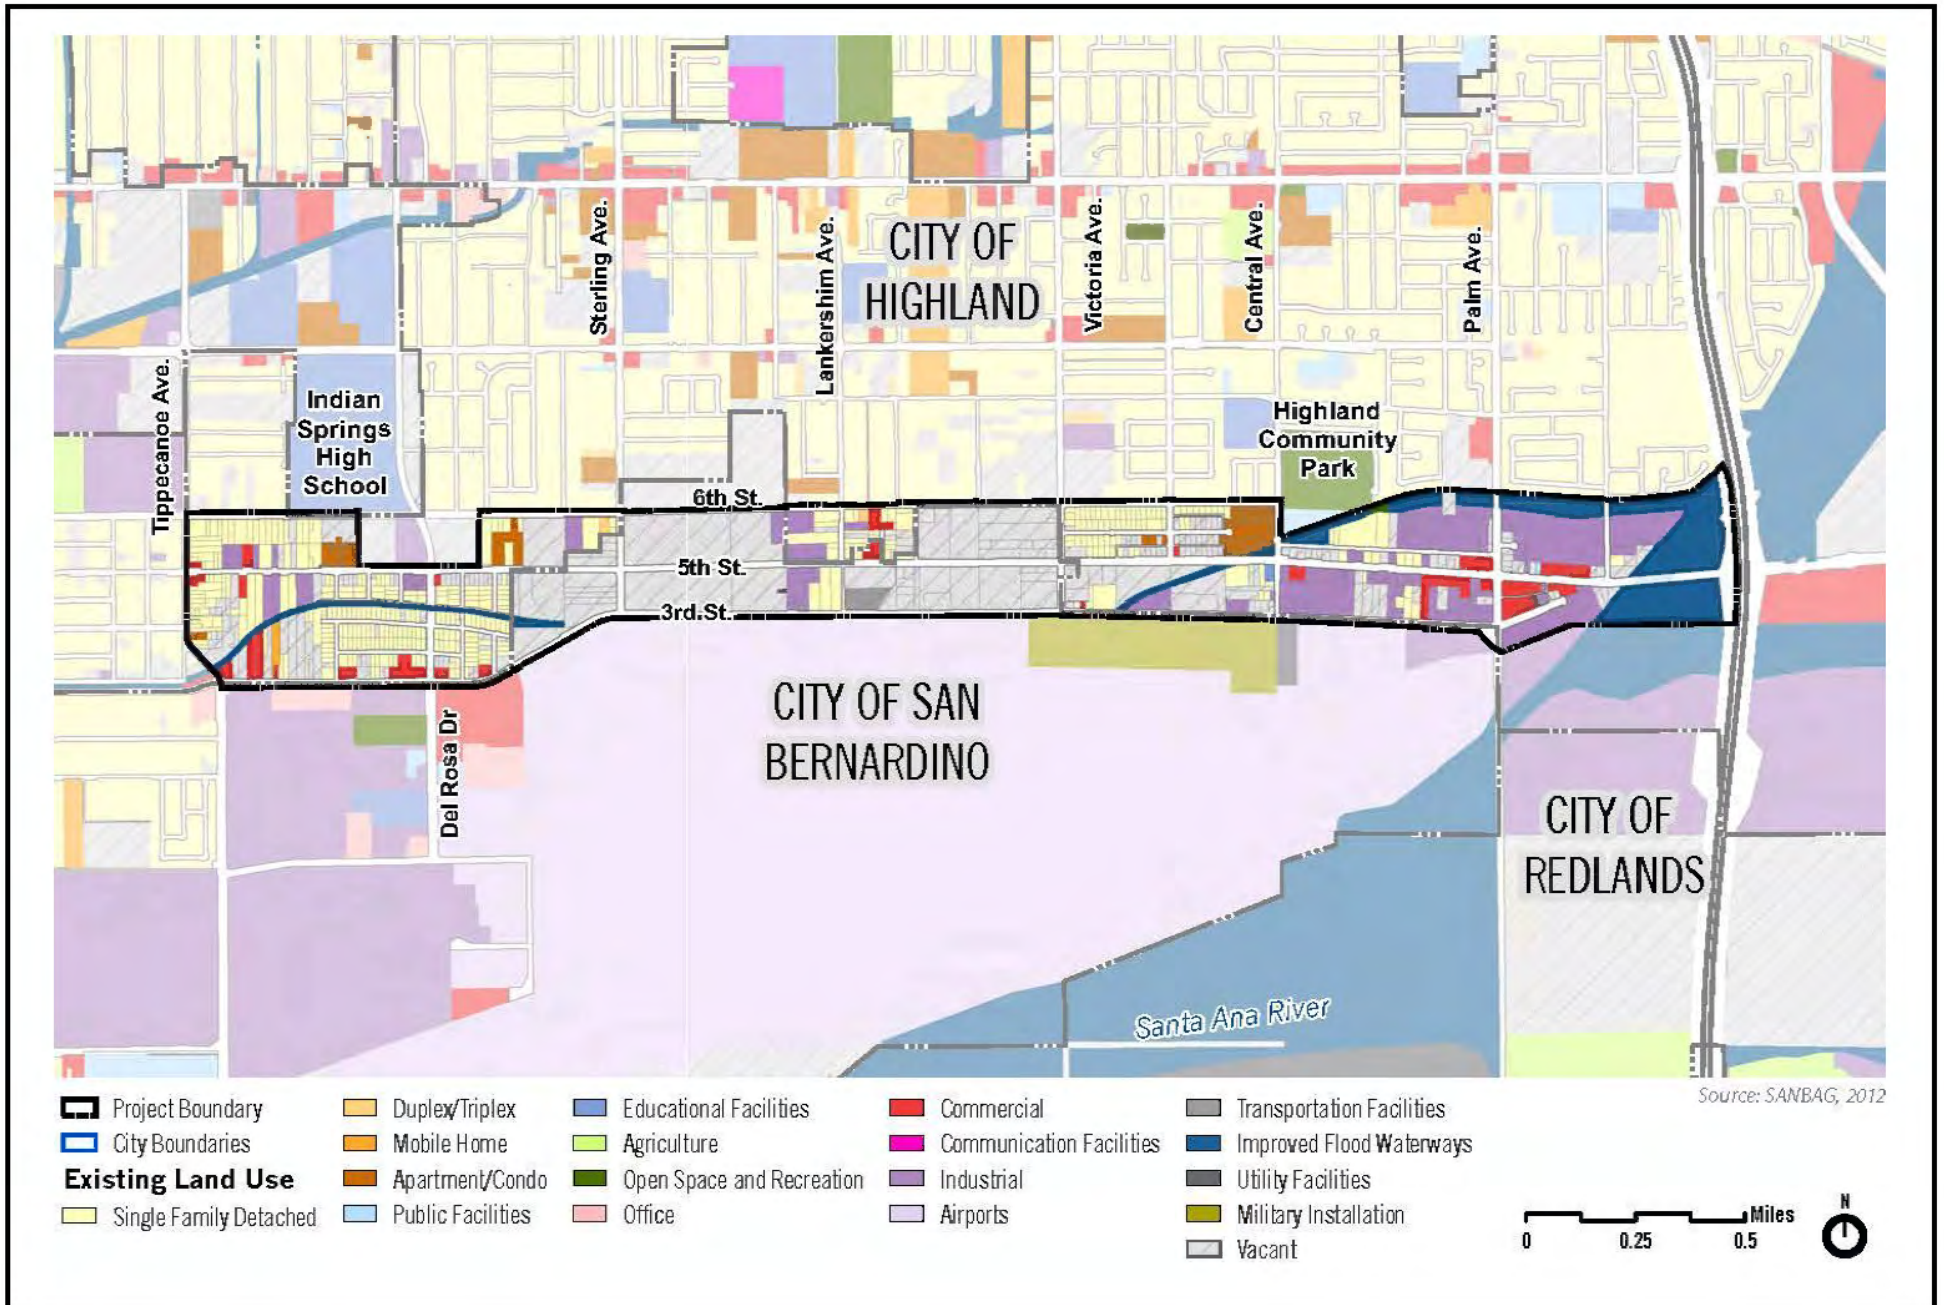 CITY OF
HIGHLAND
Sterling Ave.
Lankershim Ave.
Victoria Ave.
Central Ave.
Palm Ave.
Tippecanoe Ave.
Indian
Springs
High
School
Highland
Community
Park
6th St.
5th St.
3rd St.
CITY OF SAN
BERNARDINO
Del Rosa Dr
CITY OF
REDLANDS
Santa Ana River
Source: SANBAG, 2012
Project Boundary
City Boundaries
Existing Land Use
Single Family Detached
Duplex/Triplex
Mobile Home
Apartment/Condo
Public Facilities
Educational Facilities
Agriculture
Open Space and Recreation
Office
Commercial
Communication Facilities
Industrial
Airports
Transportation Facilities
Improved Flood Waterways
Utility Facilities
Military Installation
Vacant
Miles
0 0.25 0.5
N